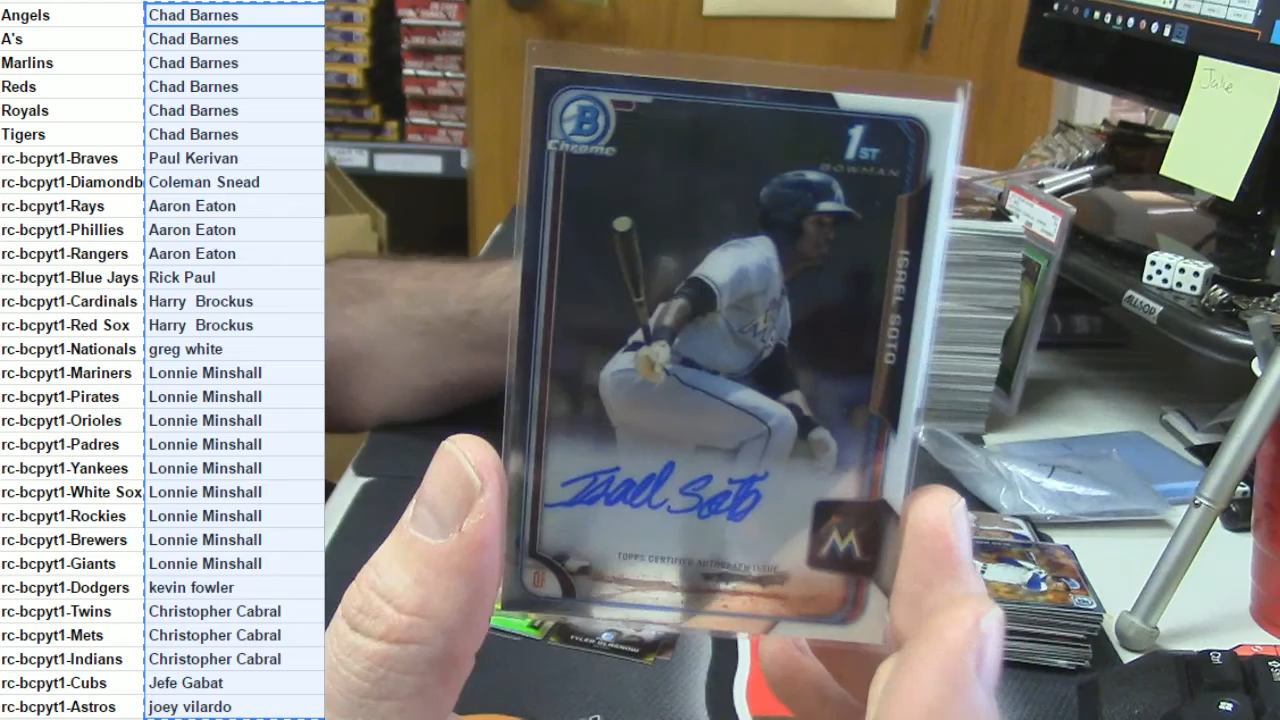 Angels Chad Barnes
A's Chad Barnes
Marlins Chad Barnes
Reds Chad Barnes
Royals Chad Barnes
Tigers Chad Barnes
rc-bcpyt1-Braves Paul Kerivan
rc-bcpyt1-Diamondb Coleman Snead
rc-bcpyt1-Rays Aaron Eaton
rc-bcpyt1-Phillies Aaron Eaton
rc-bcpyt1-Rangers Aaron Eaton
rc-bcpyt1-Blue Jays Rick Paul
rc-bcpyt1-Cardinals Harry Brockus
rc-bcpyt1-Red Sox Harry Brockus
rc-bcpyt1-Nationals greg white
rc-bcpyt1-Mariners Lonnie Minshall
rc-bcpyt1-Pirates Lonnie Minshall
rc-bcpyt1-Orioles Lonnie Minshall
rc-bcpyt1-Padres Lonnie Minshall
rc-bcpyt1-Yankees Lonnie Minshall
rc-bcpyt1-White Sox Lonnie Minshall
rc-bcpyt1-Rockies Lonnie Minshall
rc-bcpyt1-Brewers Lonnie Minshall
rc-bcpyt1-Giants Lonnie Minshall
rc-bcpyt1-Dodgers kevin fowler
rc-bcpyt1-Twins Christopher Cabral
rc-bcpyt1-Mets Christopher Cabral
rc-bcpyt1-Indians Christopher Cabral
rc-bcpyt1-Cubs Jefe Gabat
rc-bcpyt1-Astros joey vilardo
B
Chrome
1ST
BOWMAN
ISRAEL SOTO
Israel Soto
TOPPS CERTIFIED AUTOGRAPH ISSUE
OF
M
Julie
ALLSOP
TYLER GLASNOW
Ctrl